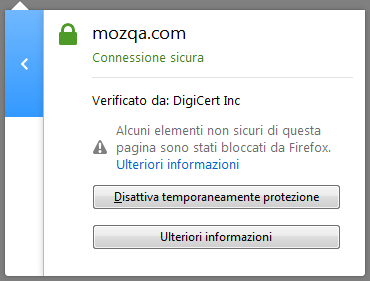 mozqa.com
Connessione sicura
Verificato da: DigiCert Inc
Alcuni elementi non sicuri di questa
pagina sono stati bloccati da Firefox.
Ulteriori informazioni
Disattiva temporaneamente protezione
Ulteriori informazioni